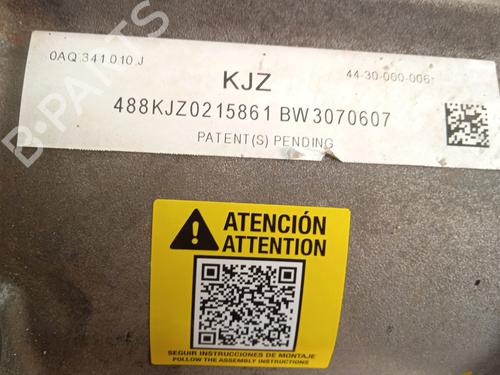 0AQ.341 010.J
KJZ
44-30-000-006
488KJZ0215861 BW3070607
PATENT(S) PENDING
B-Parts
ATENCIÓN
ATTENTION
SEGUIR INSTRUCCIONES DE MONTAJE
FOLLOW THE ASSEMBLY INSTRUCTIONS